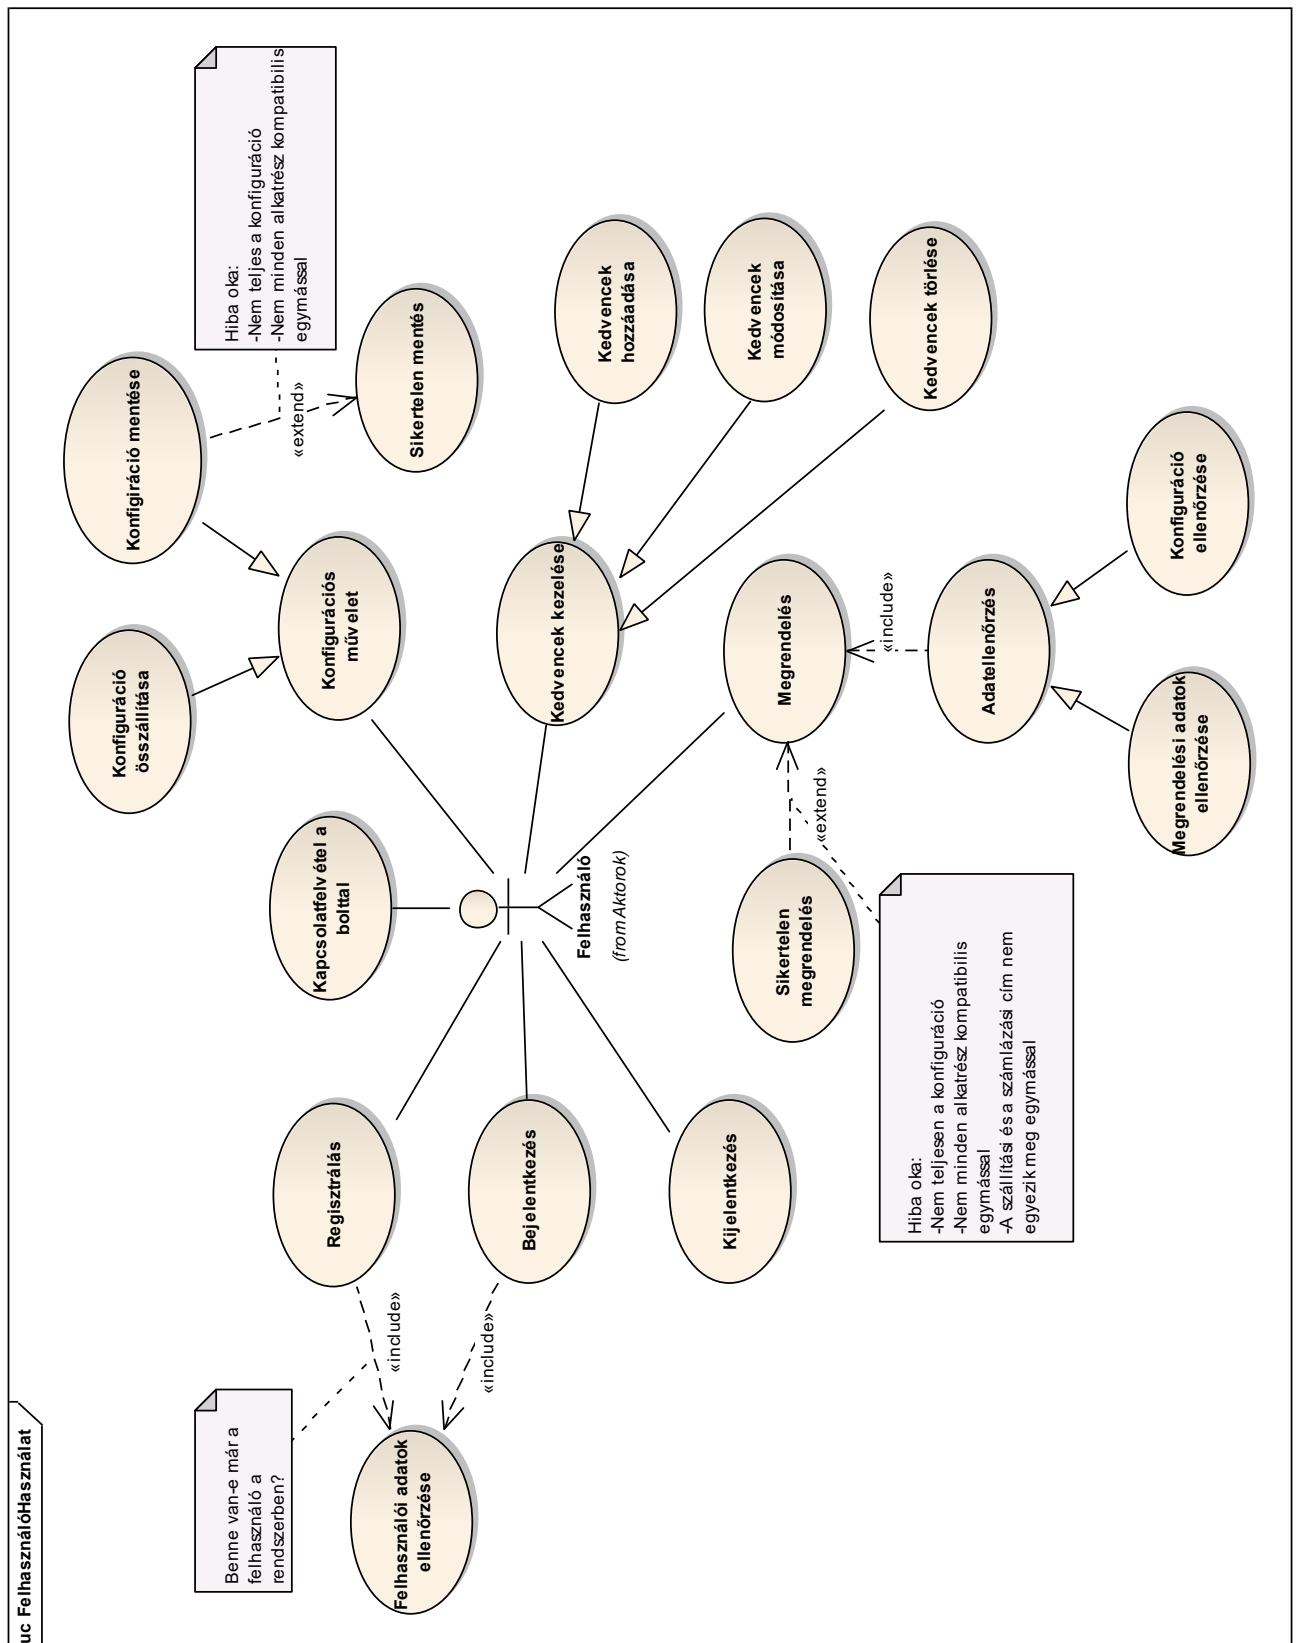 uc FelhasználóHasználat
Benne van-e már a
felhasználó a
rendszerben?
Felhasználói adatok
ellenőrzése
«include»
«include»
Regisztrálás
Bejelentkezés
Kijelentkezés
Kapcsolatfelvétel a
bolttal
Felhasználó
(from Aktorok)
Konfiguráció
összállítása
Konfigiráció mentése
Konfigurációs
művelet
«extend»
Hiba oka:
-Nem teljes a konfiguráció
-Nem minden alkatrész kompatibilis
egymással
Sikertelen mentés
Kedvencek kezelése
Kedvencek
hozzáadása
Kedvencek
módosítása
Kedvencek törlése
Megrendelés
«include»
Adatellenőrzés
Konfiguráció
ellenőrzése
Megrendelési adatok
ellenőrzése
«extend»
Sikertelen
megrendelés
Hiba oka:
-Nem teljesen a konfiguráció
-Nem minden alkatrész kompatibilis
egymással
-A szállítási és a számlázási cím nem
egyezik meg egymással